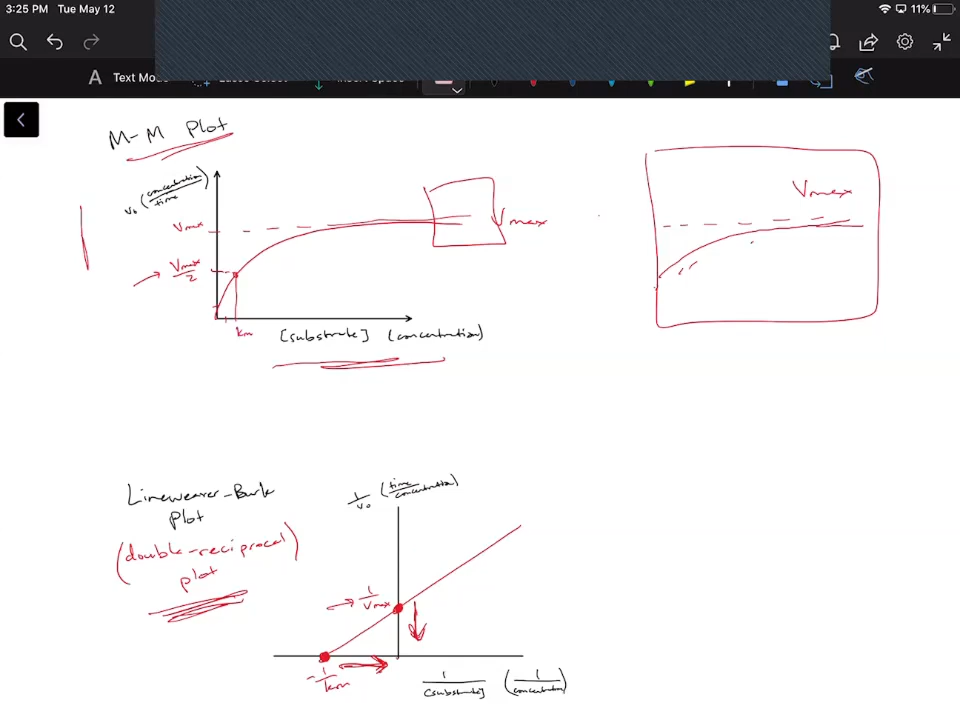 3:25 PM Tue May 12
11%
A Text Mode
M-M Plot
v₀ (concentration/time)
Vmax
Vmax/2
km
[substrate] (concentration)
Vmax
Vmax
Lineweaver-Burk
Plot
(double-reciprocal)
plot
1/v₀ (time/concentration)
1/Vmax
-1/km
1/[substrate] (1/concentration)